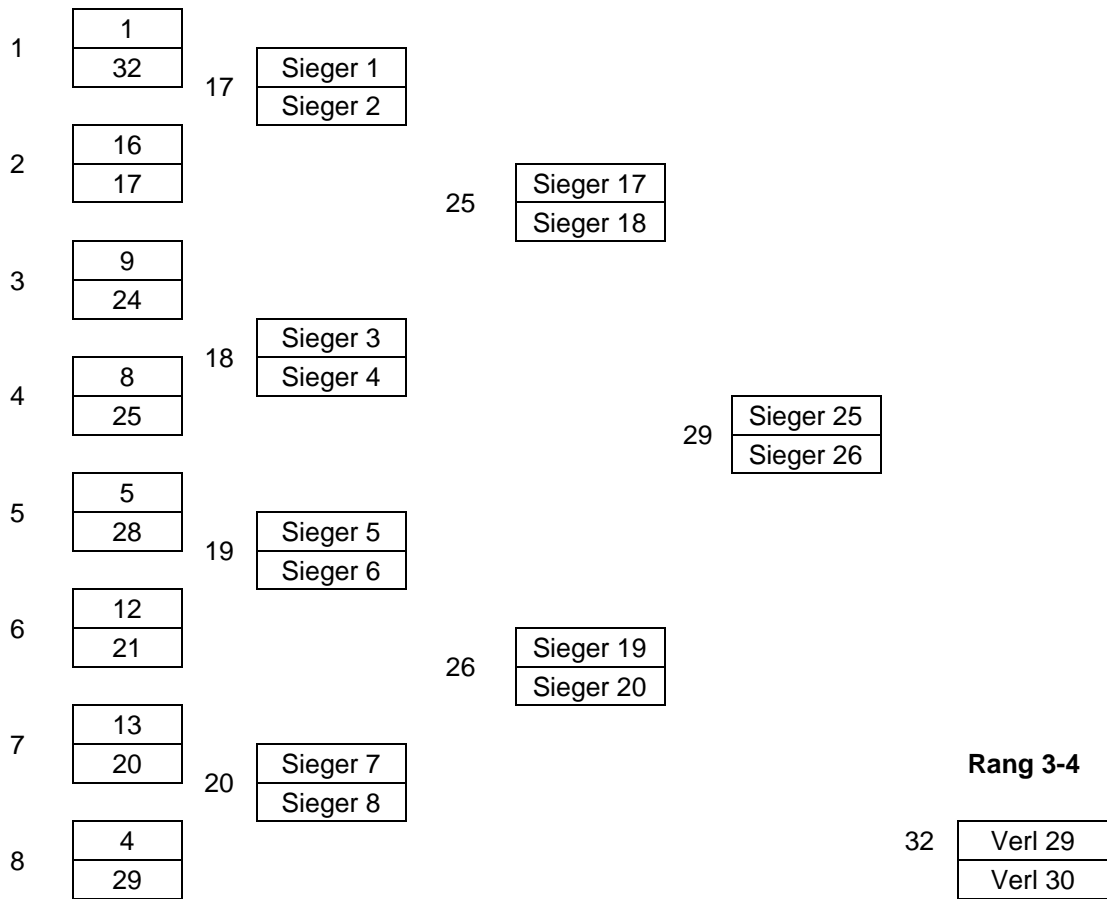 1
1
32
17
Sieger 1
Sieger 2
2
16
17
25
Sieger 17
Sieger 18
3
9
24
18
Sieger 3
Sieger 4
4
8
25
29
Sieger 25
Sieger 26
5
5
28
19
Sieger 5
Sieger 6
6
12
21
26
Sieger 19
Sieger 20
7
13
20
20
Sieger 7
Sieger 8
Rang 3-4
8
4
29
32
Verl 29
Verl 30